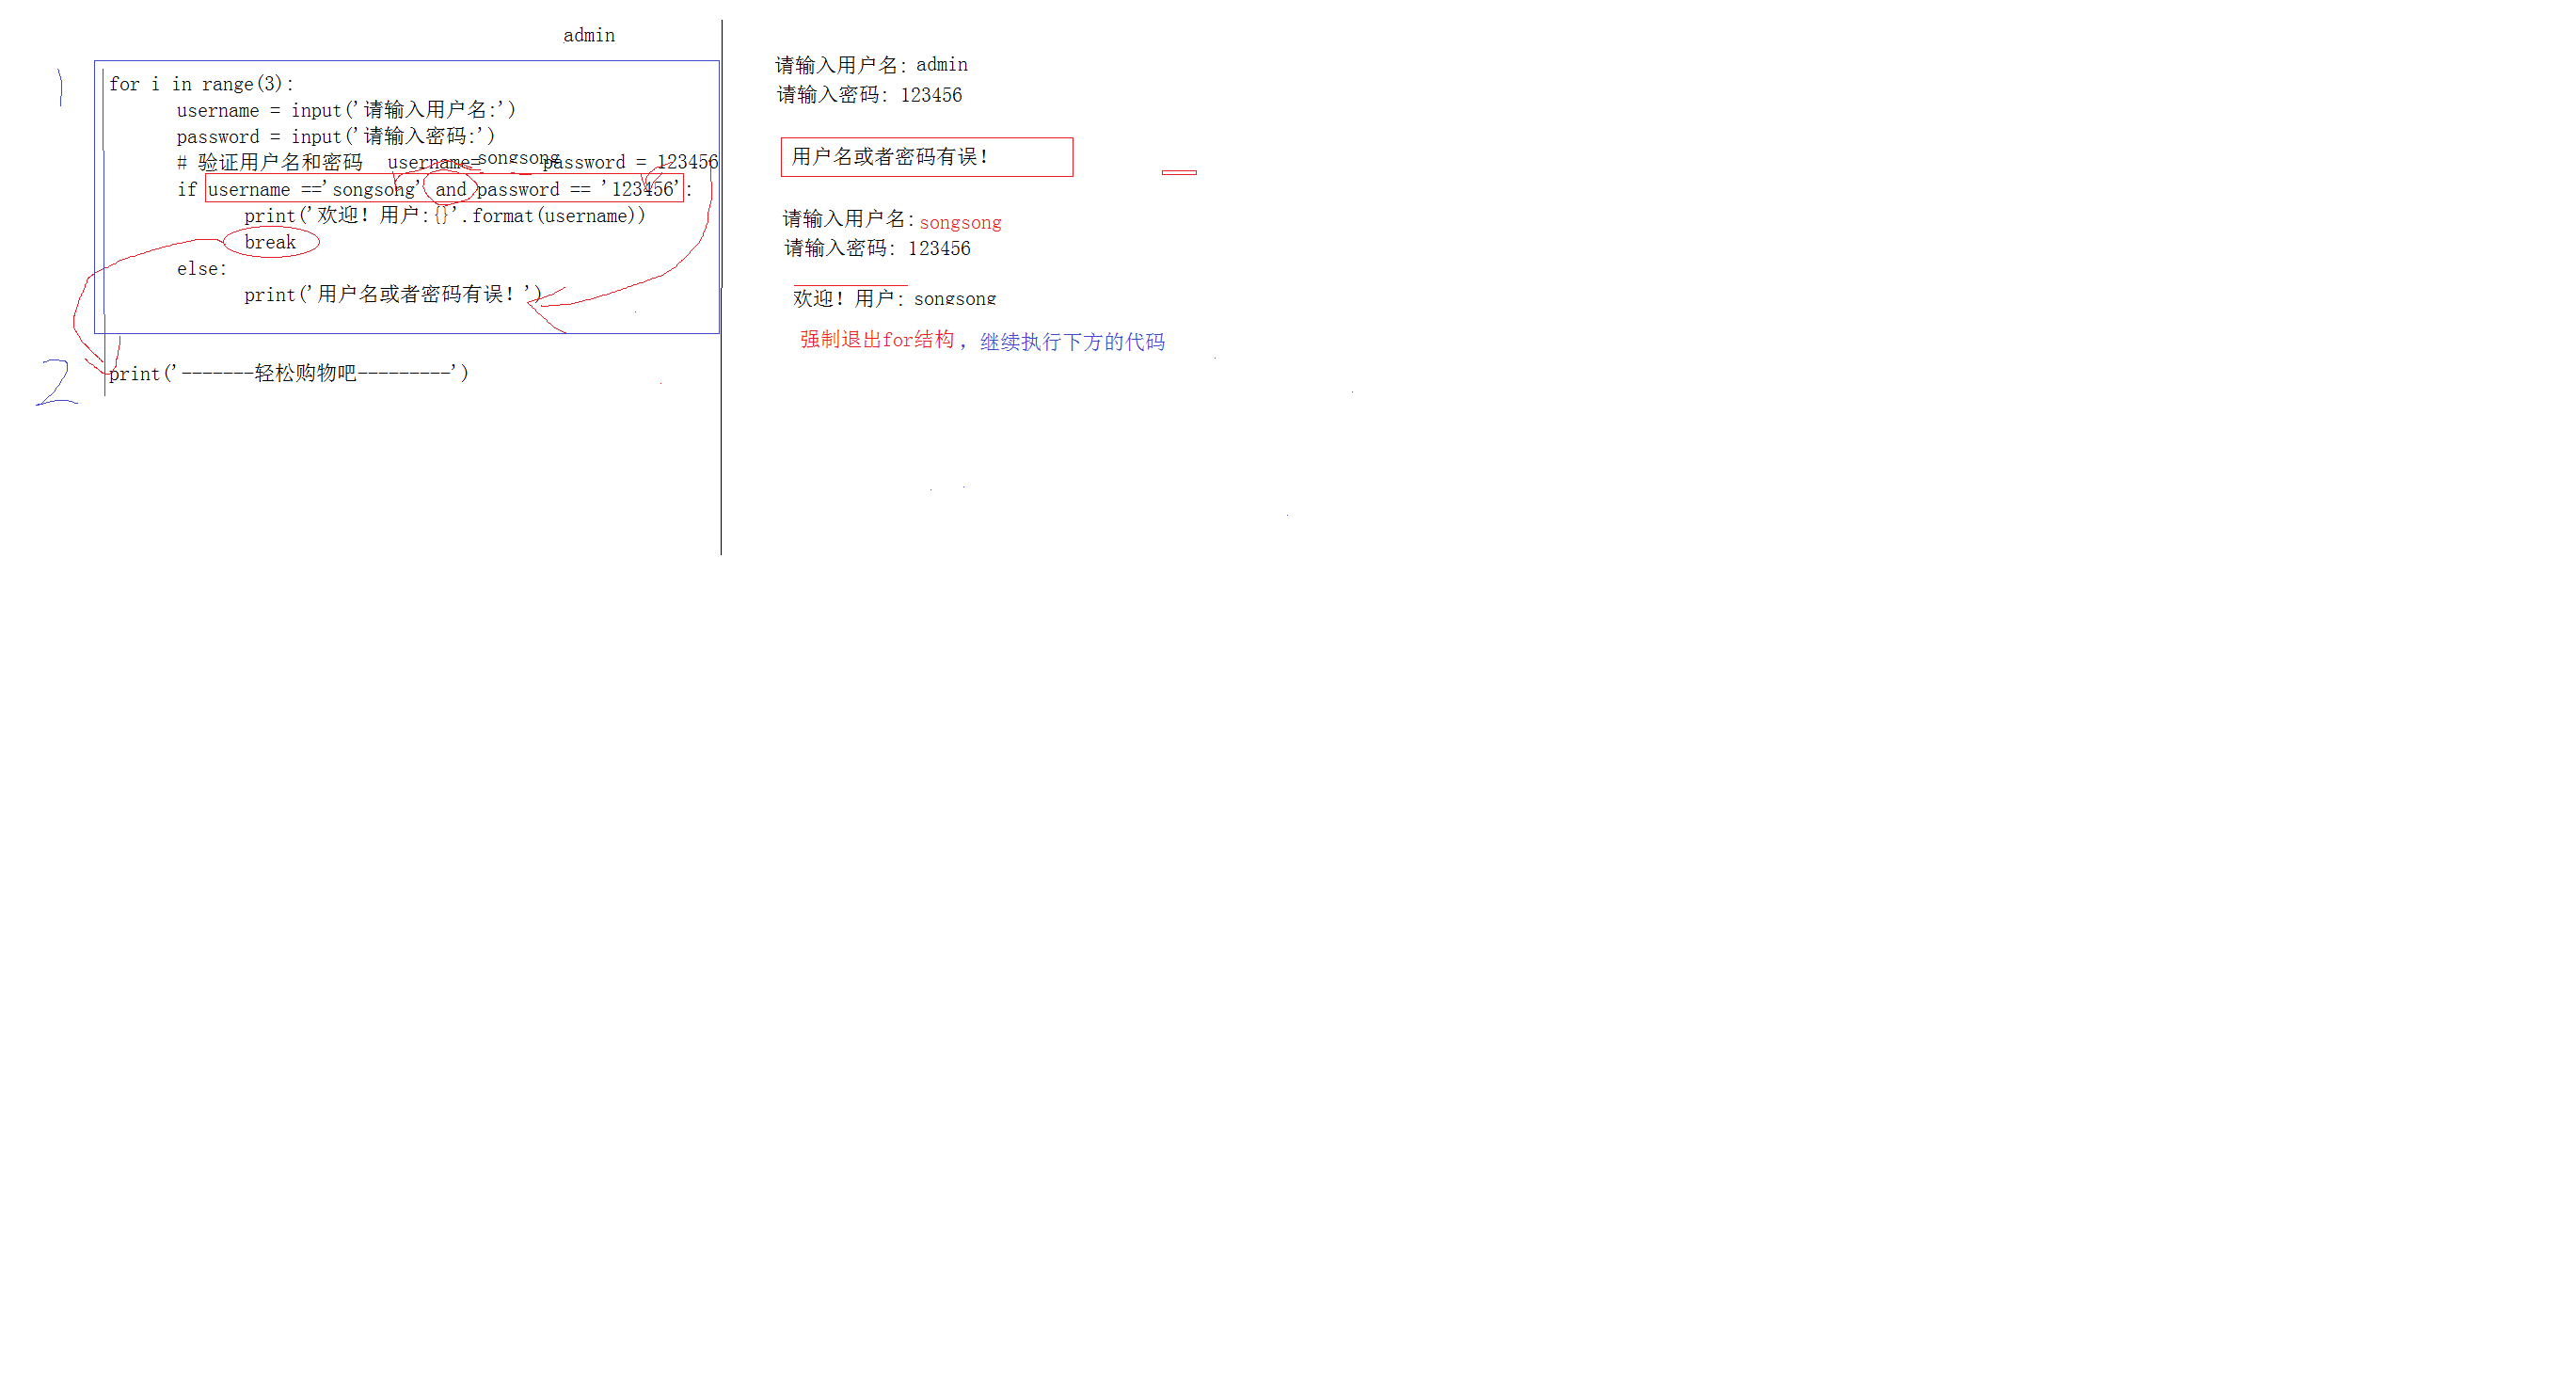 admin
1
for i in range(3):
username = input('请输入用户名:')
password = input('请输入密码:')
# 验证用户名和密码 username=songsong password = 123456
if username =='songsong' and password == '123456':
print('欢迎！用户:{}'.format(username))
break
else:
print('用户名或者密码有误！')
2
print('-------轻松购物吧---------')
请输入用户名: admin
请输入密码: 123456
用户名或者密码有误！
请输入用户名: songsong
请输入密码: 123456
欢迎！用户: songsong
强制退出for结构，继续执行下方的代码